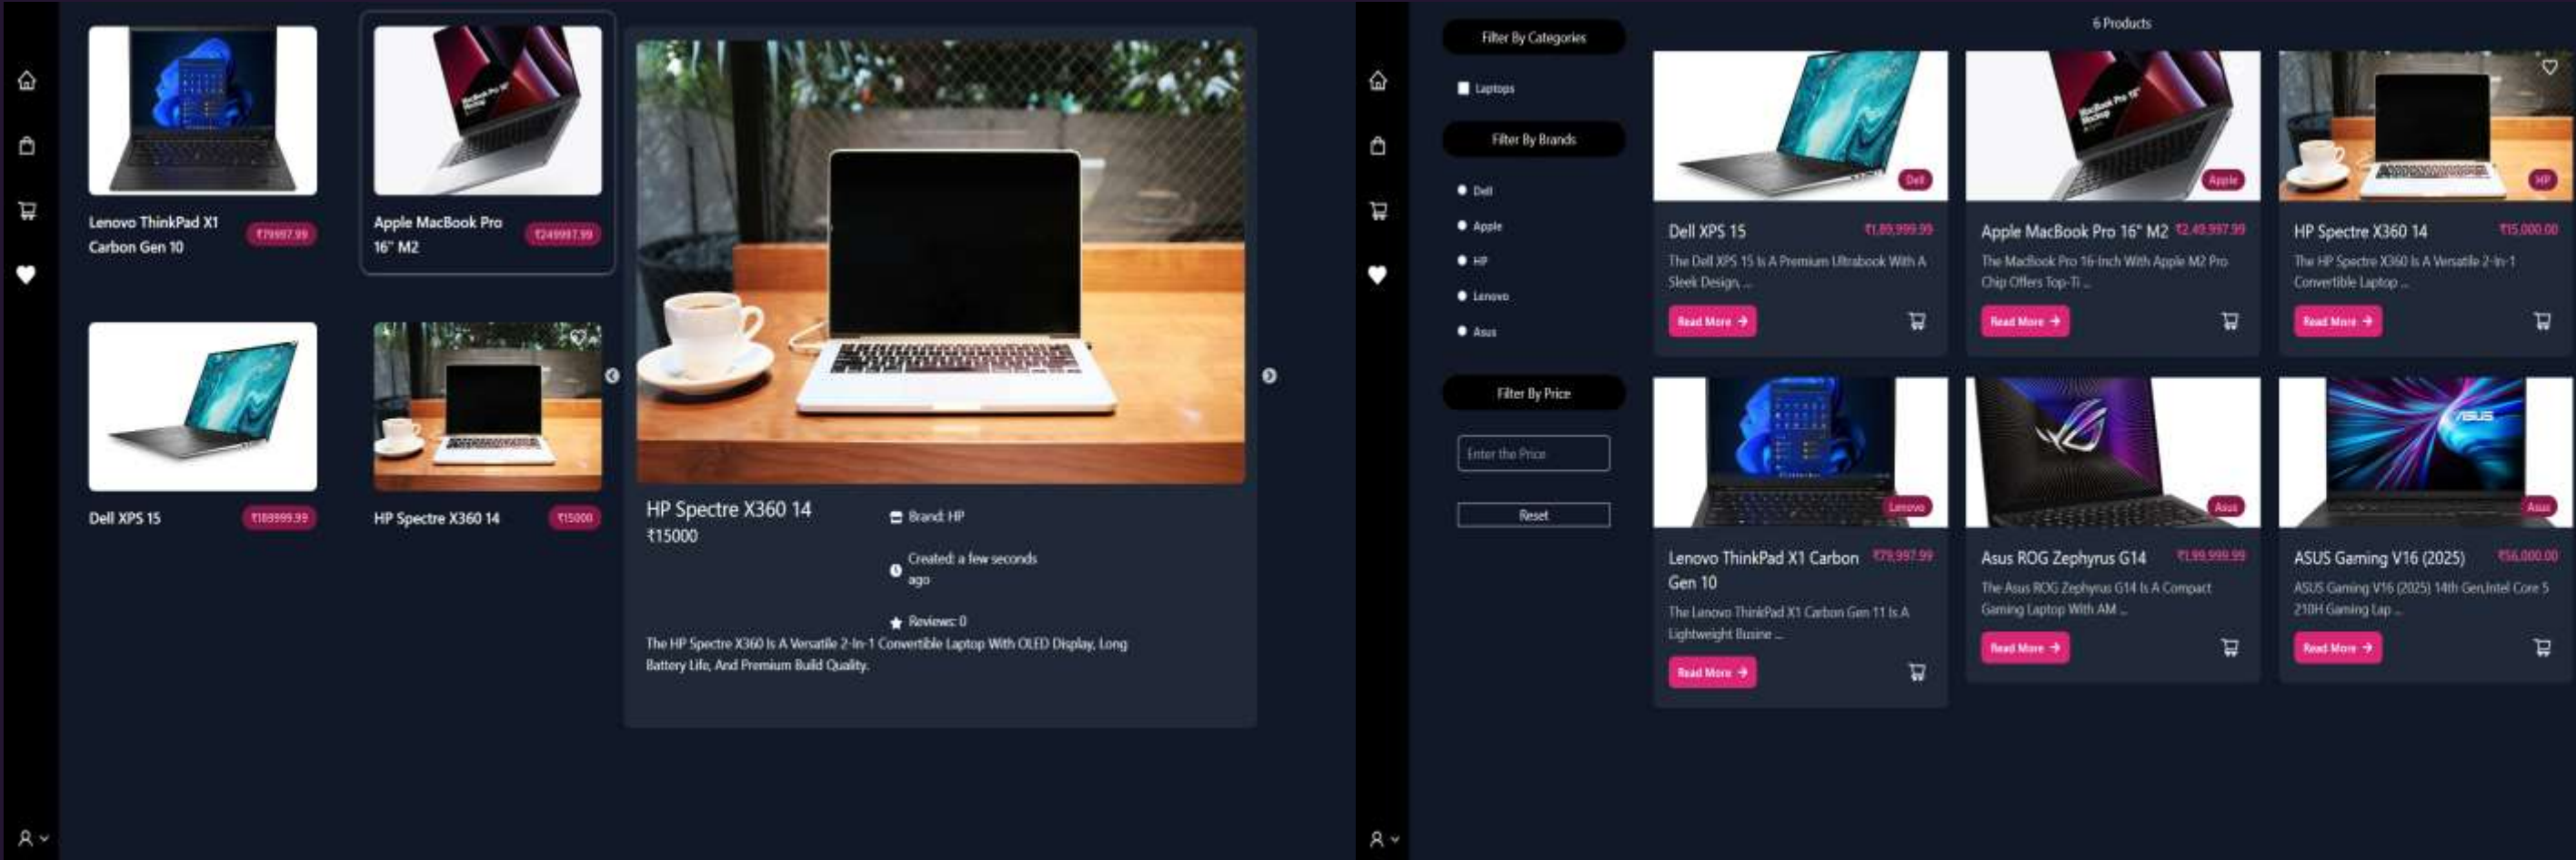 Lenovo ThinkPad X1
Carbon Gen 10
₹79997.99
Apple MacBook Pro
16" M2
₹249997.99
Dell XPS 15
₹189999.99
HP Spectre X360 14
₹15000
HP Spectre X360 14
₹15000
Brand: HP
Created: a few seconds
ago
Reviews: 0
The HP Spectre X360 Is A Versatile 2-In-1 Convertible Laptop With OLED Display, Long
Battery Life, And Premium Build Quality.
Filter By Categories
Laptops
Filter By Brands
Dell
Apple
HP
Lenovo
Asus
Filter By Price
Enter the Price
Reset
6 Products
MacBook Pro 16"
Mockup
Dell
Apple
HP
Dell XPS 15
₹1,89,999.99
The Dell XPS 15 Is A Premium Ultrabook With A
Sleek Design, ...
Read More →
Apple MacBook Pro 16" M2
₹2,49,997.99
The MacBook Pro 16-Inch With Apple M2 Pro
Chip Offers Top-Ti ...
Read More →
HP Spectre X360 14
₹15,000.00
The HP Spectre X360 Is A Versatile 2-In-1
Convertible Laptop ...
Read More →
Lenovo
Asus
ASUS
Asus
Lenovo ThinkPad X1 Carbon
Gen 10
₹79,997.99
The Lenovo ThinkPad X1 Carbon Gen 11 Is A
Lightweight Busine ...
Read More →
Asus ROG Zephyrus G14
₹1,99,999.99
The Asus ROG Zephyrus G14 Is A Compact
Gaming Laptop With AM ...
Read More →
ASUS Gaming V16 (2025)
₹56,000.00
ASUS Gaming V16 (2025) 14th Gen,Intel Core 5
210H Gaming Lap ...
Read More →